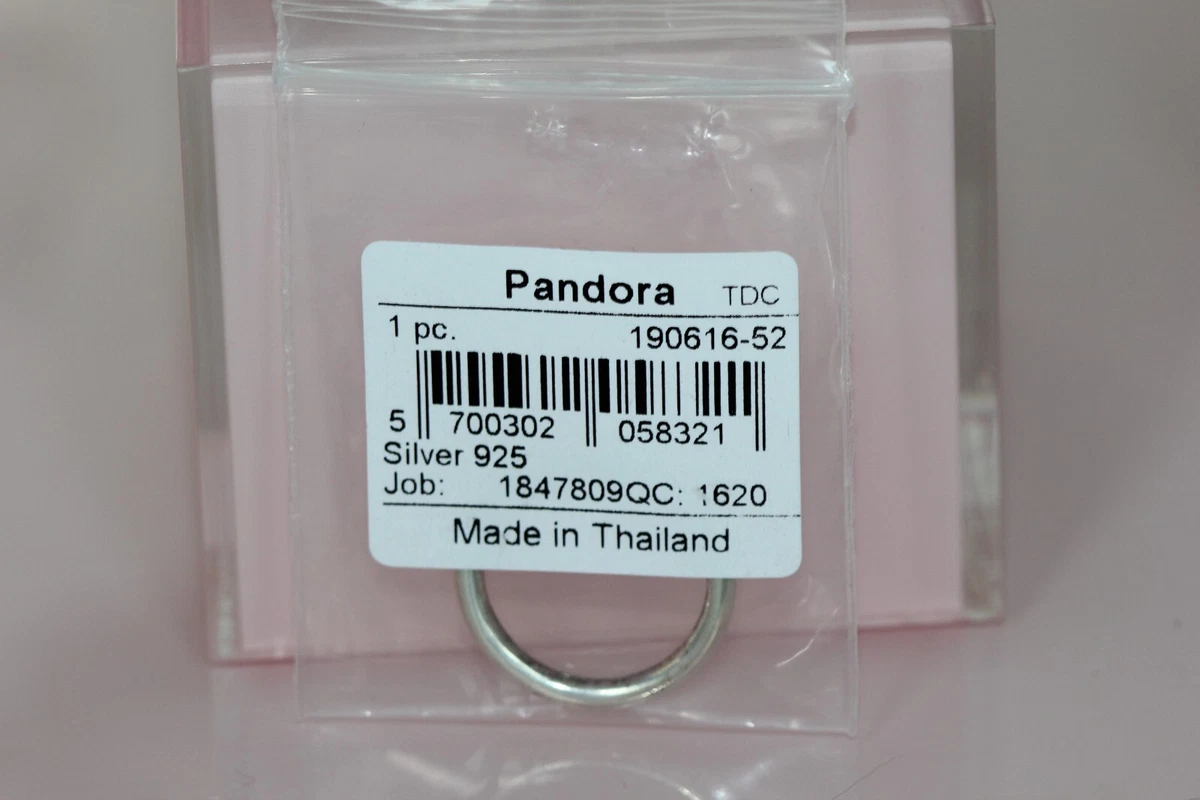 Pandora TDC
1 pc. 190616-52
5 700302 058321
Silver 925
Job: 1847809QC: 1620
Made in Thailand